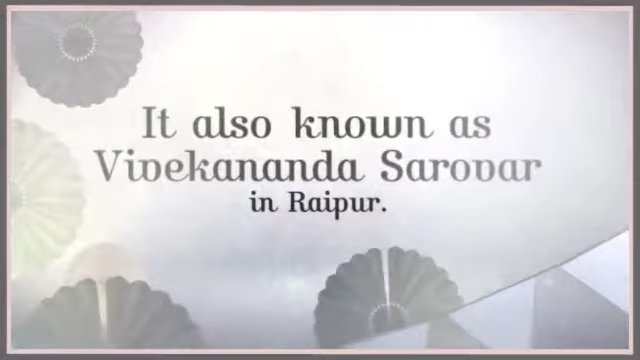 It also known as
Vivekananda Sarovar
in Raipur.